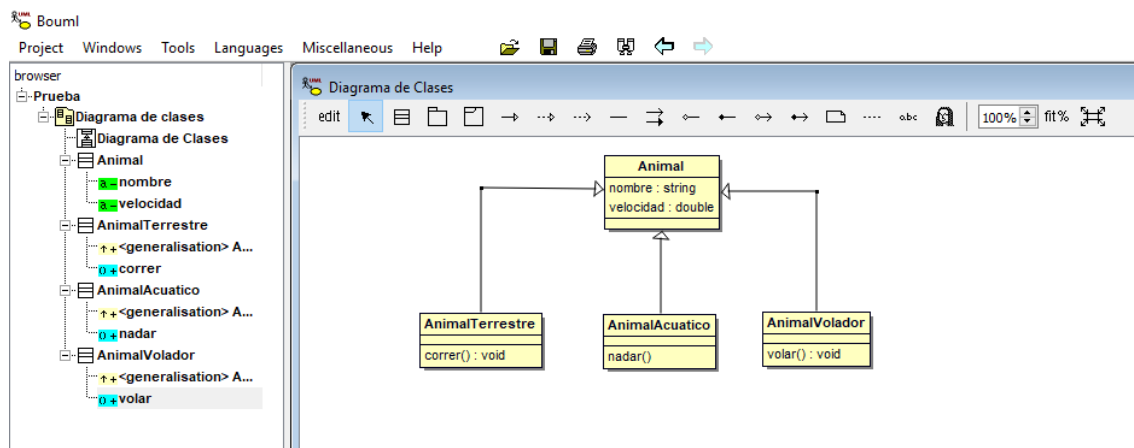 Bouml
Project Windows Tools Languages Miscellaneous Help
browser
Prueba
Diagrama de clases
Diagrama de Clases
Animal
nombre
velocidad
AnimalTerrestre
<generalisation> A...
correr
AnimalAcuatico
<generalisation> A...
nadar
AnimalVolador
<generalisation> A...
volar
Diagrama de Clases
edit abc 100% fit%
Animal
nombre : string
velocidad : double
AnimalTerrestre
correr() : void
AnimalAcuatico
nadar()
AnimalVolador
volar() : void